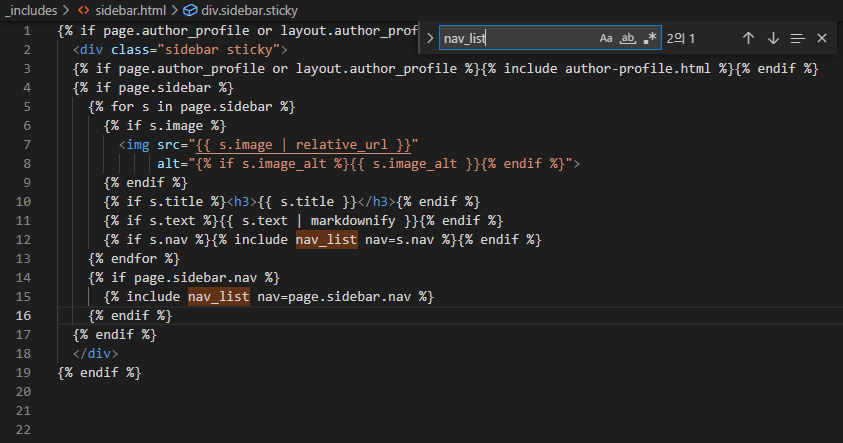 _includes > <> sidebar.html > div.sidebar.sticky
nav_list
Aa ab .* 2의 1
1 {% if page.author_profile or layout.author_prof
2 <div class="sidebar sticky">
3 {% if page.author_profile or layout.author_profile %}{% include author-profile.html %}{% endif %}
4 {% if page.sidebar %}
5 {% for s in page.sidebar %}
6 {% if s.image %}
7 <img src="{{ s.image | relative_url }}"
8 alt="{% if s.image_alt %}{{ s.image_alt }}{% endif %}">
9 {% endif %}
10 {% if s.title %}<h3>{{ s.title }}</h3>{% endif %}
11 {% if s.text %}{{ s.text | markdownify }}{% endif %}
12 {% if s.nav %}{% include nav_list nav=s.nav %}{% endif %}
13 {% endfor %}
14 {% if page.sidebar.nav %}
15 {% include nav_list nav=page.sidebar.nav %}
16 {% endif %}
17 {% endif %}
18 </div>
19 {% endif %}
20
21
22